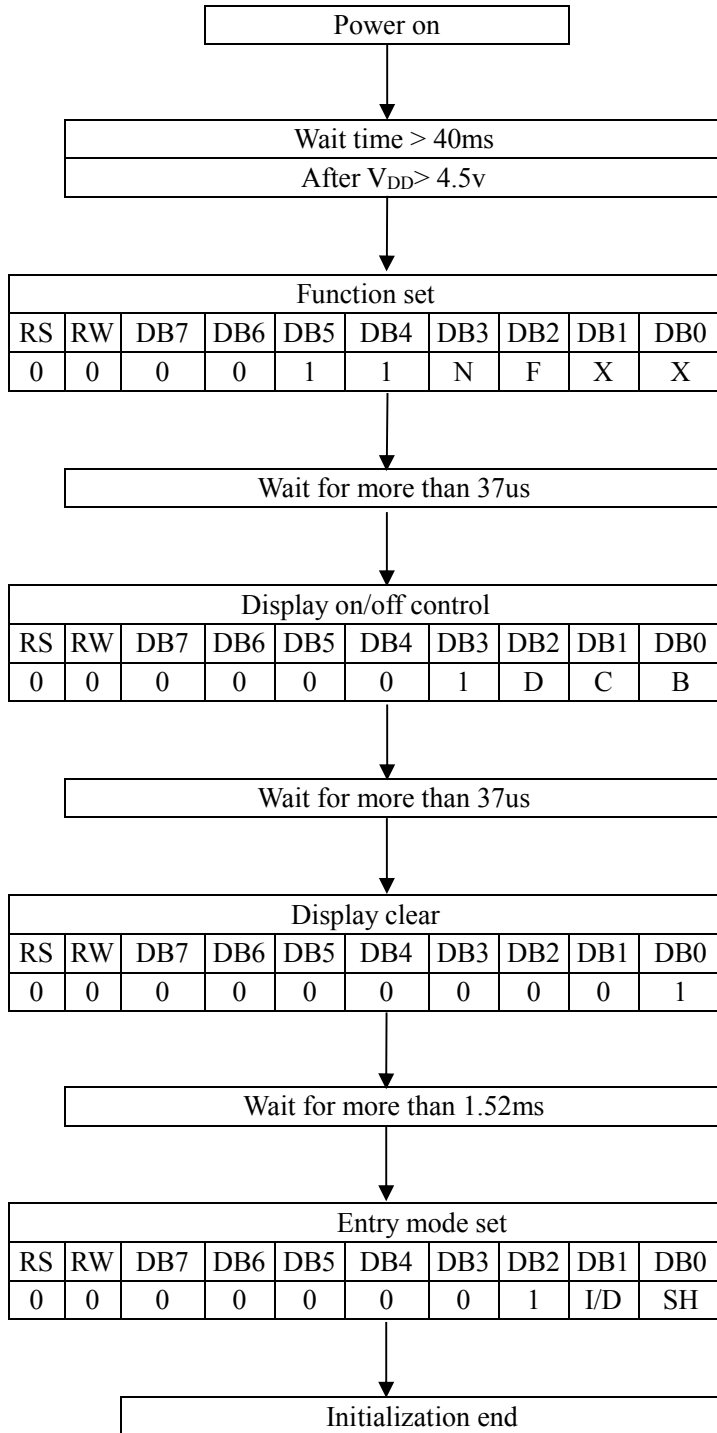 Power on
Wait time > 40ms
After VDD> 4.5v
Function set
RS RW DB7 DB6 DB5 DB4 DB3 DB2 DB1 DB0
0 0 0 0 1 1 N F X X
Wait for more than 37us
Display on/off control
RS RW DB7 DB6 DB5 DB4 DB3 DB2 DB1 DB0
0 0 0 0 0 0 1 D C B
Wait for more than 37us
Display clear
RS RW DB7 DB6 DB5 DB4 DB3 DB2 DB1 DB0
0 0 0 0 0 0 0 0 0 1
Wait for more than 1.52ms
Entry mode set
RS RW DB7 DB6 DB5 DB4 DB3 DB2 DB1 DB0
0 0 0 0 0 0 0 1 I/D SH
Initialization end